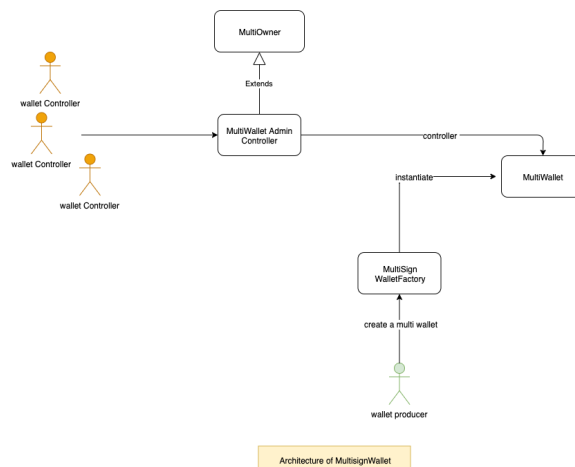 MultiOwner
Extends
wallet Controller
MultiWallet Admin
Controller
controller
wallet Controller
MultiWallet
instantiate
wallet Controller
MultiSign
WalletFactory
create a multi wallet
wallet producer
Architecture of MultisignWallet